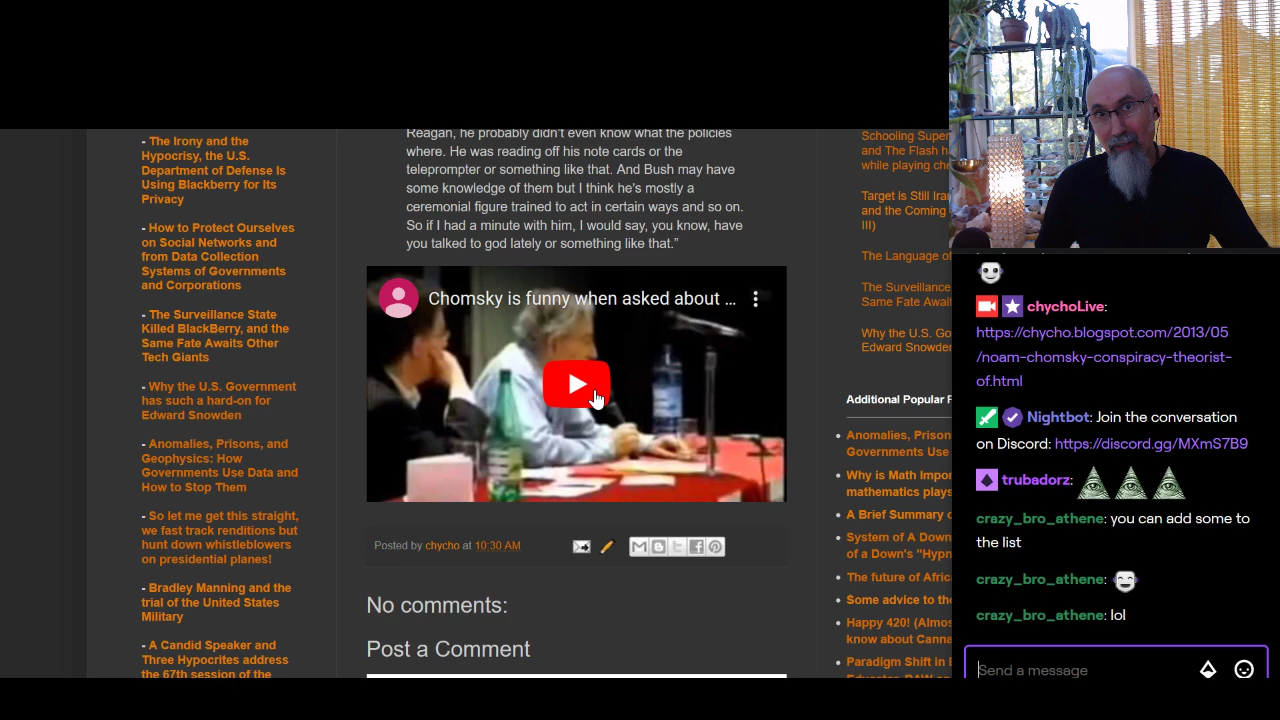 - The Irony and the
Hypocrisy, the U.S.
Department of Defense Is
Using Blackberry for Its
Privacy
- How to Protect Ourselves
on Social Networks and
from Data Collection
Systems of Governments
and Corporations
- The Surveillance State
Killed BlackBerry, and the
Same Fate Awaits Other
Tech Giants
- Why the U.S. Government
has such a hard-on for
Edward Snowden
- Anomalies, Prisons, and
Geophysics: How
Governments Use Data and
How to Stop Them
- So let me get this straight,
we fast track renditions but
hunt down whistleblowers
on presidential planes!
- Bradley Manning and the
trial of the United States
Military
- A Candid Speaker and
Three Hypocrites address
the 67th session of the
Reagan, he probably didn't even know what the policies
where. He was reading off his note cards or the
teleprompter or something like that. And Bush may have
some knowledge of them but I think he's mostly a
ceremonial figure trained to act in certain ways and so on.
So if I had a minute with him, I would say, you know, have
you talked to god lately or something like that.”
Chomsky is funny when asked about ...
Posted by chycho at 10:30 AM
No comments:
Post a Comment
Schooling Super
and The Flash h
while playing che
Target is Still Iran
and the Coming
III)
The Language of
The Surveillance
Same Fate Await
Why the U.S. Go
Edward Snowden
Additional Popular P
Anomalies, Prison
Governments Use
Why is Math Impor
mathematics plays
A Brief Summary o
System of A Down
of a Down's "Hypn
The future of Africa
Some advice to the
Happy 420! (Almos
know about Canna
Paradigm Shift in E
chychoLive:
https://chycho.blogspot.com/2013/05
/noam-chomsky-conspiracy-theorist-
of.html
Nightbot: Join the conversation
on Discord: https://discord.gg/MXmS7B9
trubadorz:
crazy_bro_athene: you can add some to
the list
crazy_bro_athene:
crazy_bro_athene: lol
Send a message